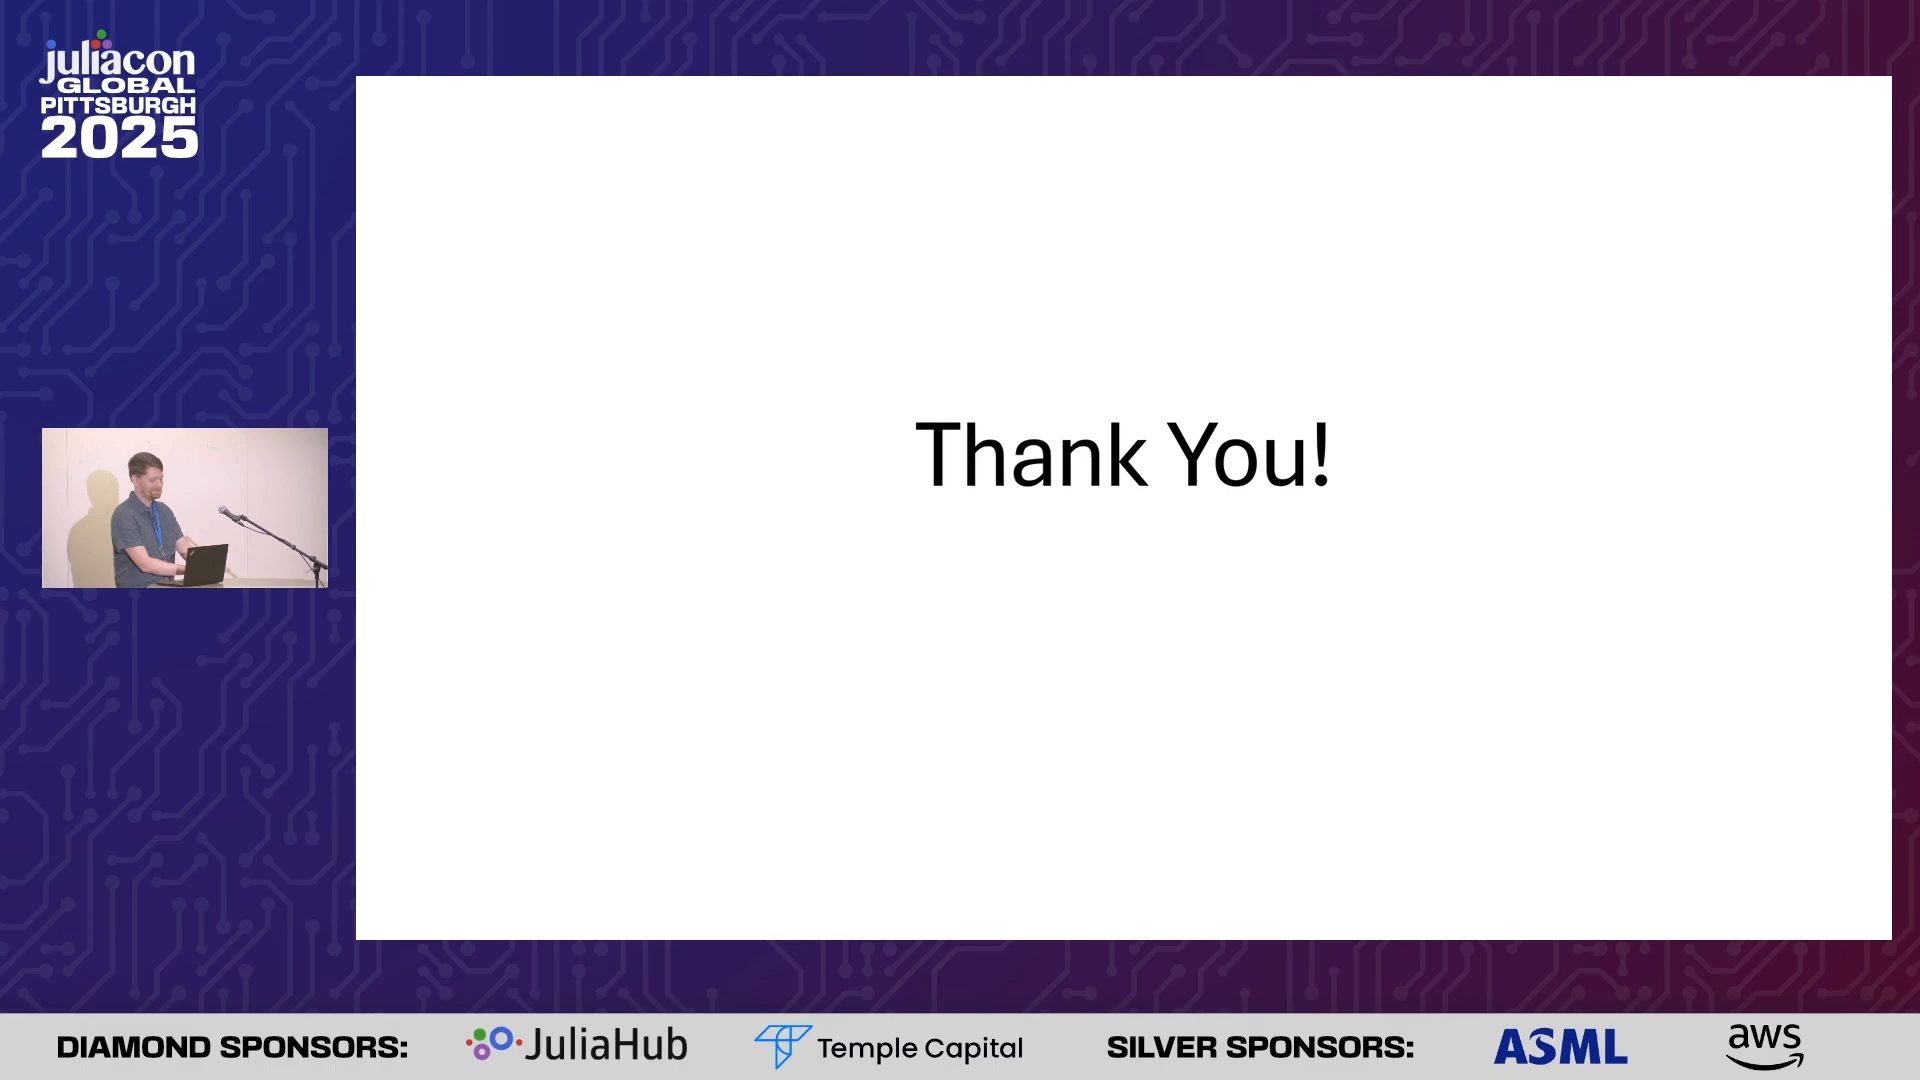 juliacon
GLOBAL
PITTSBURGH
2025
Thank You!
DIAMOND SPONSORS: JuliaHub Temple Capital SILVER SPONSORS: ASML aws